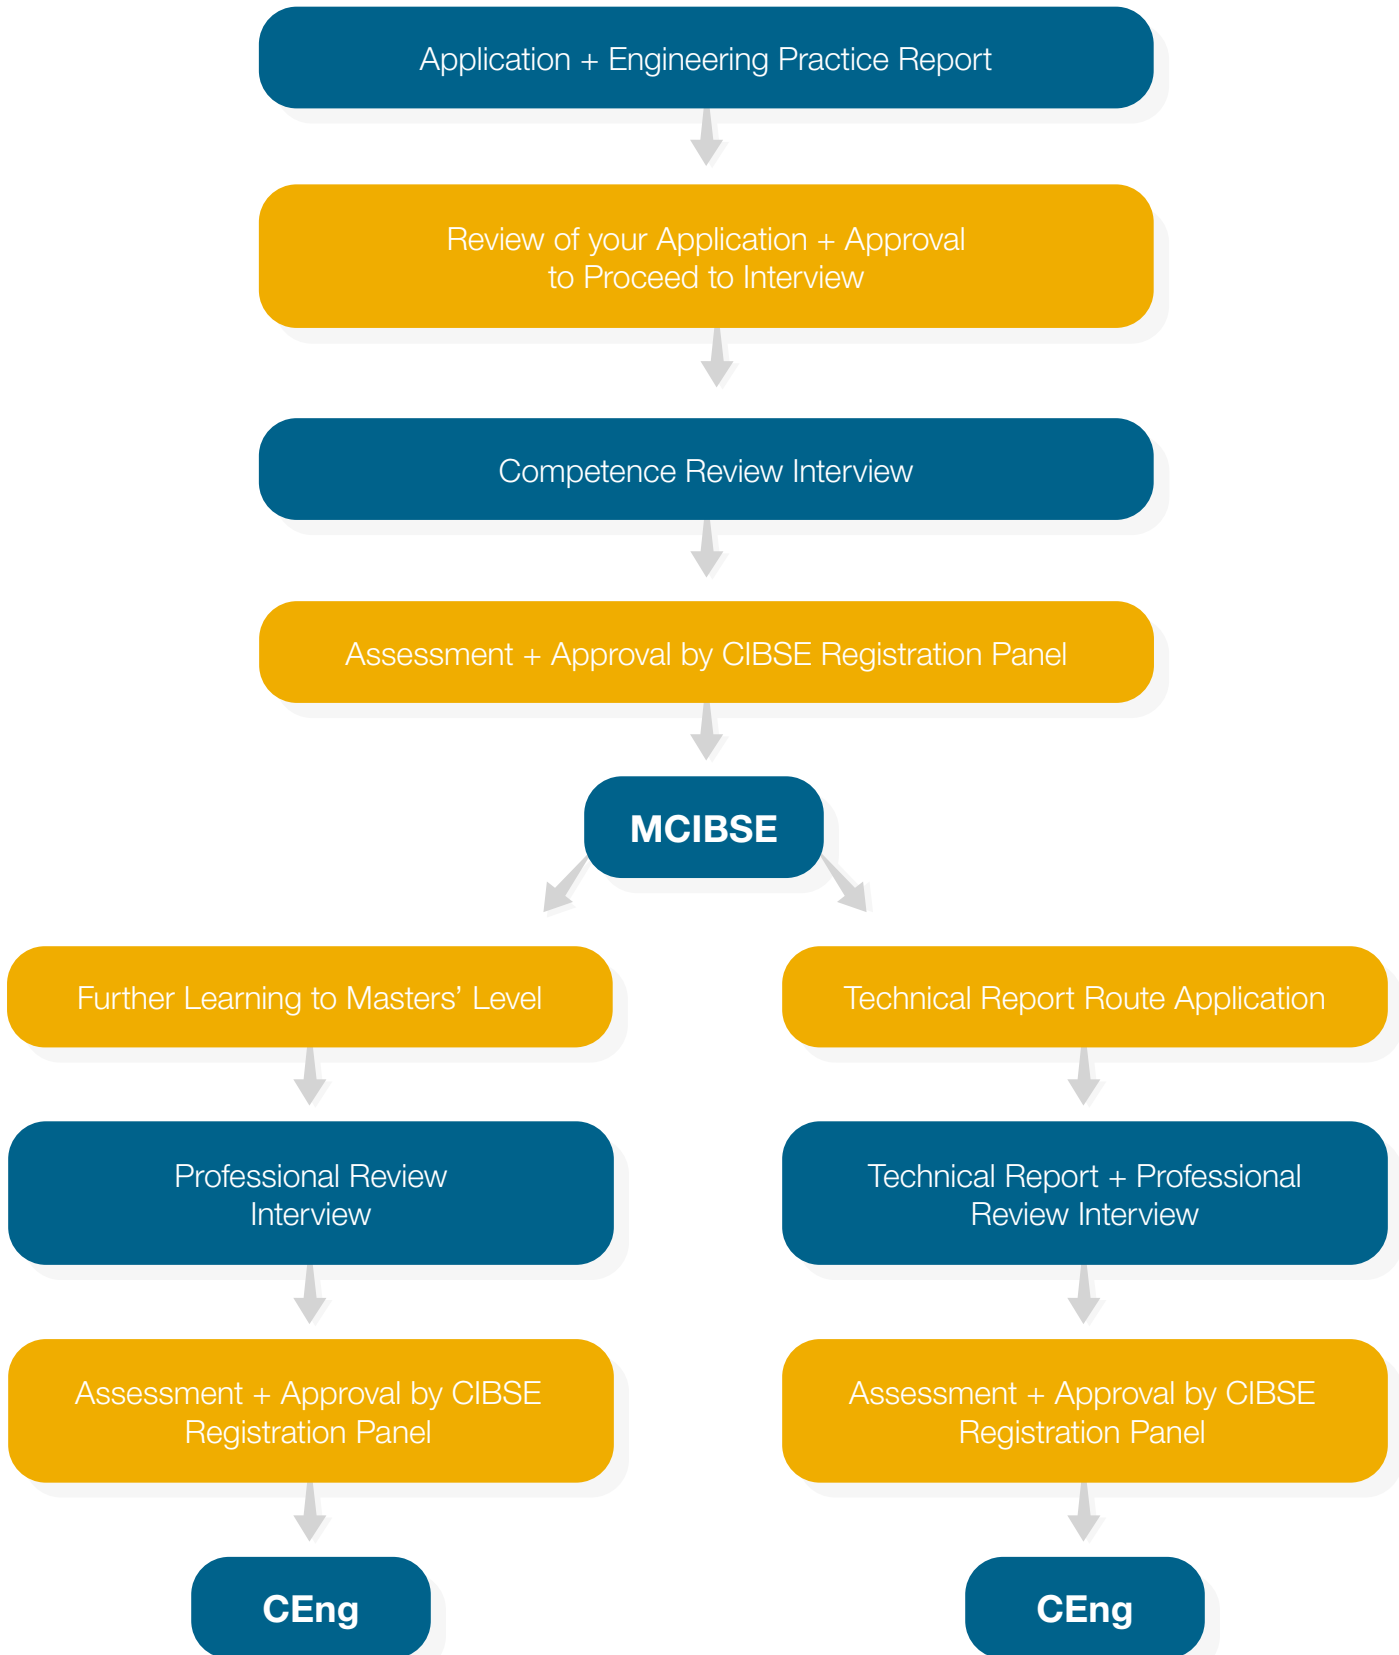 Application + Engineering Practice Report
Review of your Application + Approval
to Proceed to Interview
Competence Review Interview
Assessment + Approval by CIBSE Registration Panel
MCIBSE
Further Learning to Masters’ Level
Technical Report Route Application
Professional Review
Interview
Technical Report + Professional
Review Interview
Assessment + Approval by CIBSE
Registration Panel
Assessment + Approval by CIBSE
Registration Panel
CEng
CEng